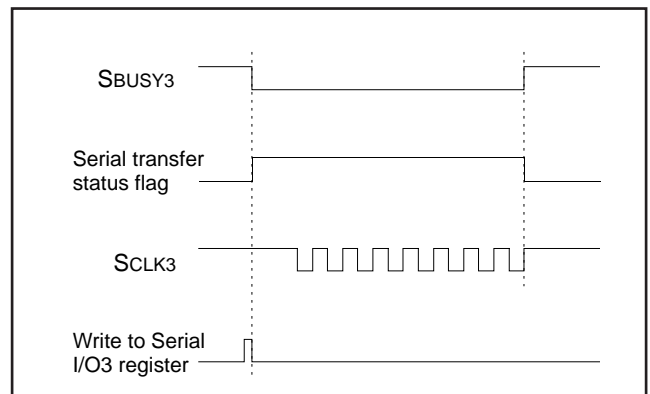 SBUSY3
Serial transfer
status flag
SCLK3
Write to Serial
I/O3 register